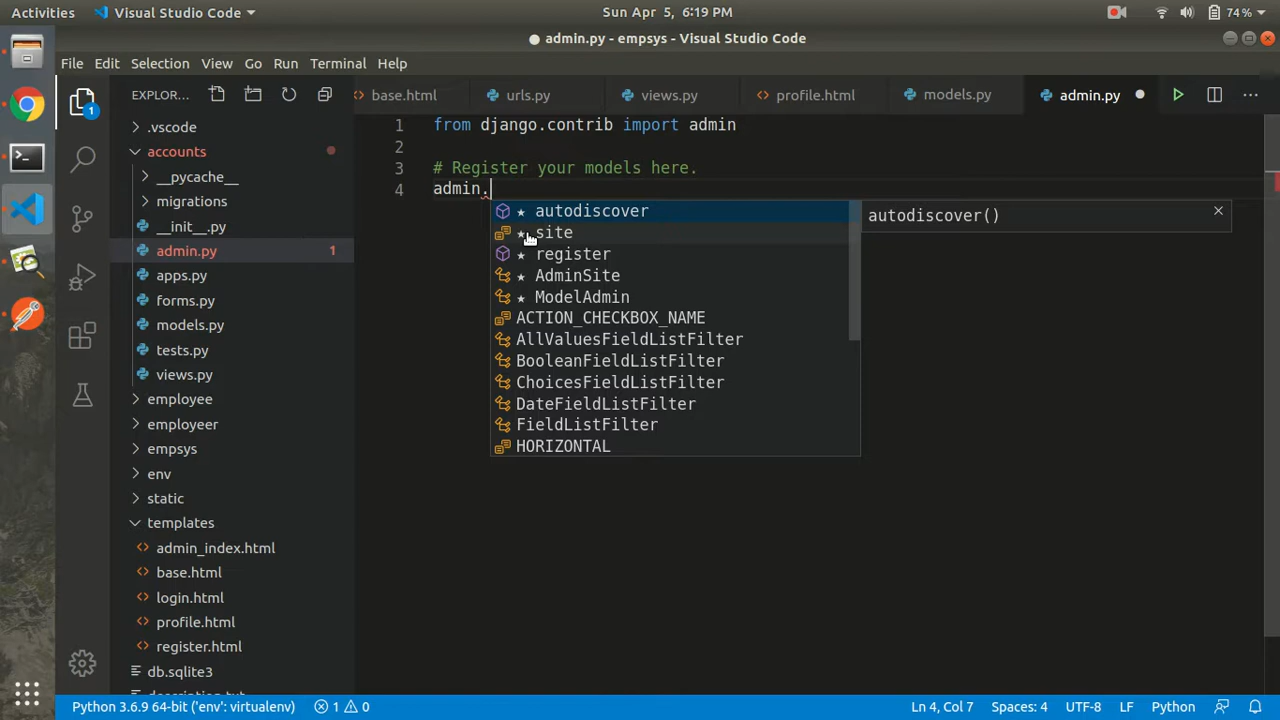 Activities Visual Studio Code Sun Apr 5, 6:19 PM 74 %
admin.py - empsys - Visual Studio Code
File Edit Selection View Go Run Terminal Help
1 EXPLOR... base.html urls.py views.py profile.html models.py admin.py
.vscode
accounts
__pycache__
migrations
__init__.py
admin.py 1
apps.py
forms.py
models.py
tests.py
views.py
employee
employeer
empsys
env
static
templates
admin_index.html
base.html
login.html
profile.html
register.html
db.sqlite3
1 from django.contrib import admin
2
3 # Register your models here.
4 admin.
autodiscover
site
register
AdminSite
ModelAdmin
ACTION_CHECKBOX_NAME
AllValuesFieldListFilter
BooleanFieldListFilter
ChoicesFieldListFilter
DateFieldListFilter
FieldListFilter
HORIZONTAL
autodiscover()
Python 3.6.9 64-bit ('env': virtualenv) 1 0 Ln 4, Col 7 Spaces: 4 UTF-8 LF Python